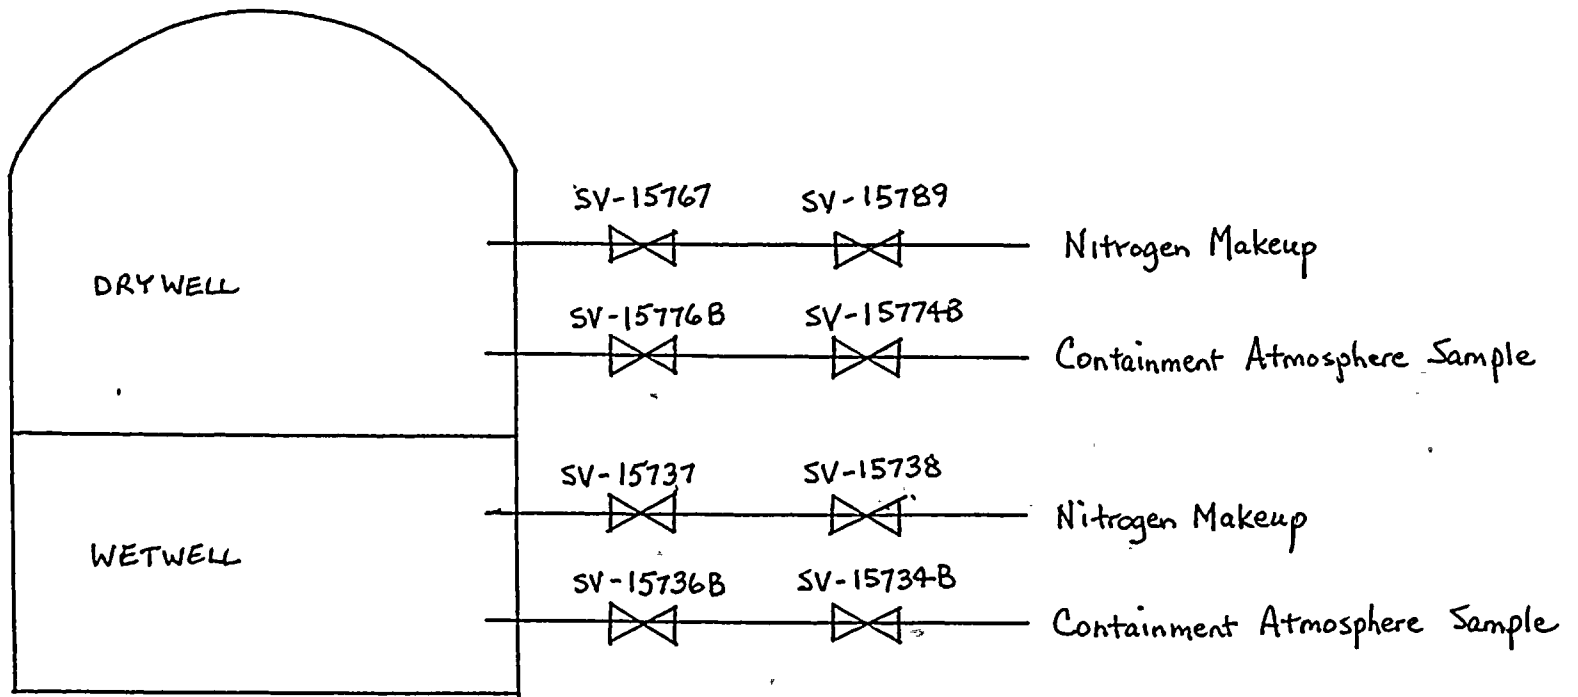 SV-15767
SV-15789
Nitrogen Makeup
DRYWELL
SV-15776B
SV-15774B
Containment Atmosphere Sample
SV-15737
SV-15738
Nitrogen Makeup
WETWELL
SV-15736B
SV-15734B
Containment Atmosphere Sample